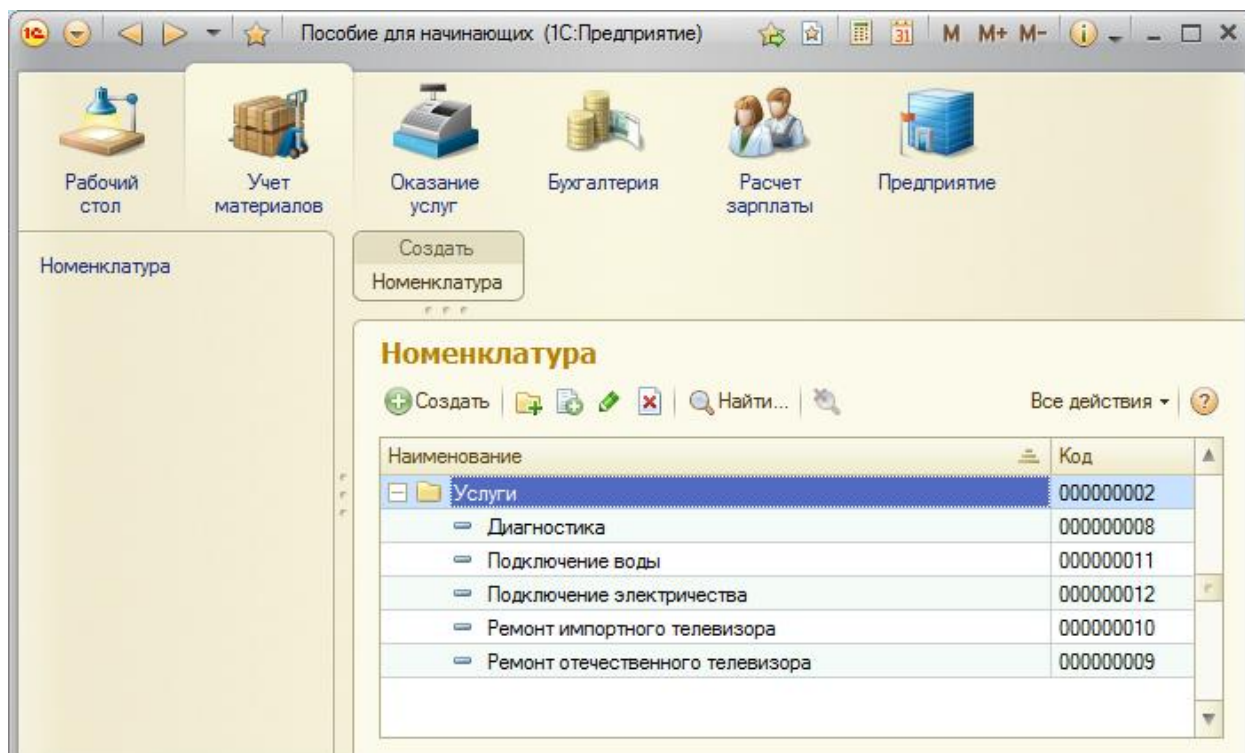 1С Пособие для начинающих (1С:Предприятие) 31 M M+ M-
Рабочий стол
Учет материалов
Оказание услуг
Бухгалтерия
Расчет зарплаты
Предприятие
Номенклатура
Создать
Номенклатура
Номенклатура
Создать Найти... Все действия ?
Наименование Код
Услуги 000000002
Диагностика 000000008
Подключение воды 000000011
Подключение электричества 000000012
Ремонт импортного телевизора 000000010
Ремонт отечественного телевизора 000000009